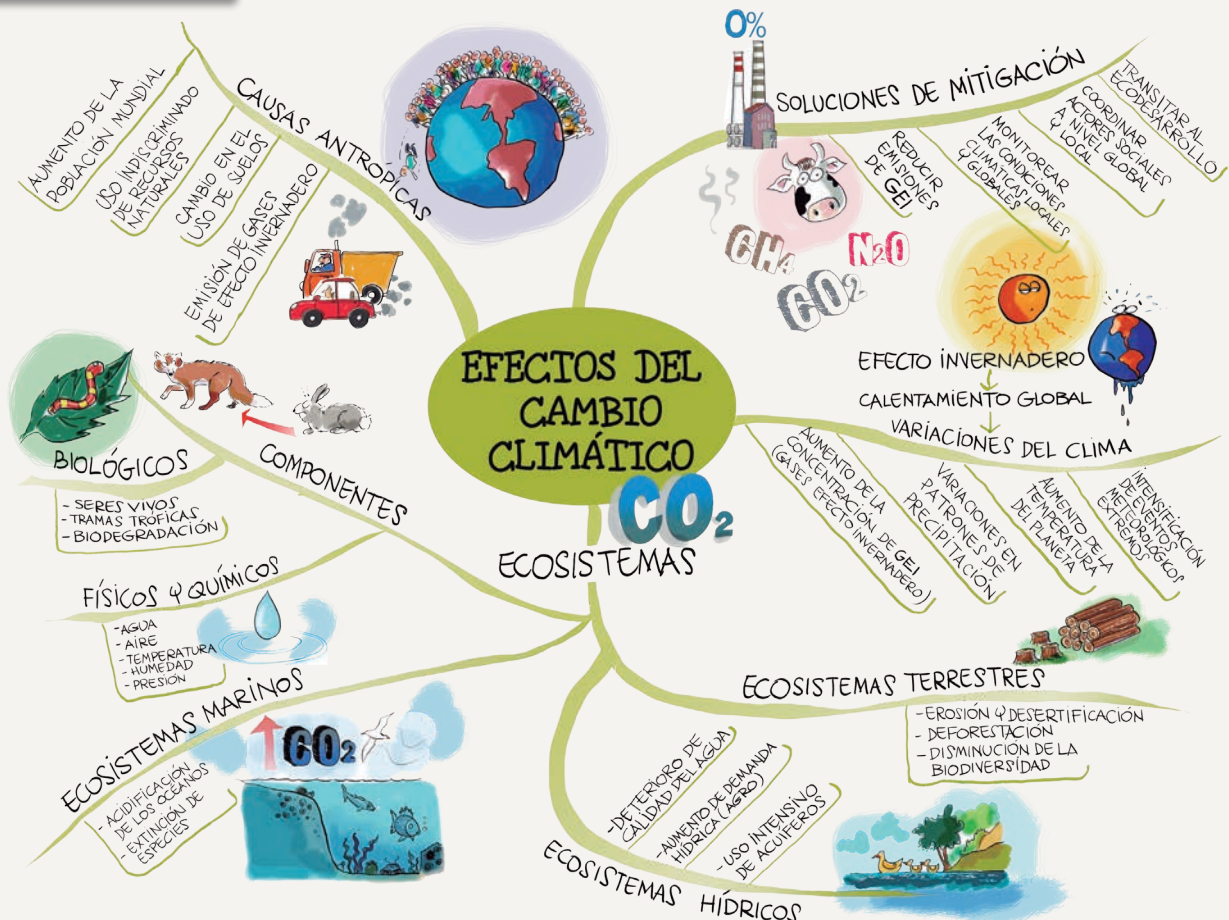 EFECTOS DEL
CAMBIO
CLIMÁTICO
CO2
CAUSAS ANTRÓPICAS
AUMENTO DE LA
POBLACIÓN MUNDIAL
USO INDISCRIMINADO
DE RECURSOS
NATURALES
CAMBIO EN EL
USO DE SUELOS
EMISIÓN DE GASES
DE EFECTO INVERNADERO
0%
SOLUCIONES DE MITIGACIÓN
REDUCIR
EMISIONES
DE GEI
MONITOREAR
LAS CONDICIONES
CLIMÁTICAS LOCALES
Y GLOBALES
COORDINAR
ACTORES SOCIALES
A NIVEL GLOBAL
Y LOCAL
TRANSITAR AL
ECODESARROLLO
CH4
N2O
CO2
EFECTO INVERNADERO
CALENTAMIENTO GLOBAL
VARIACIONES DEL CLIMA
AUMENTO DE LA
CONCENTRACIÓN DE GEI
(GASES EFECTO INVERNADERO)
VARIACIONES EN
PATRONES DE
PRECIPITACIÓN
AUMENTO DE LA
TEMPERATURA
DEL PLANETA
INTENSIFICACIÓN
DE EVENTOS
METEOROLÓGICOS
EXTREMOS
COMPONENTES
BIOLÓGICOS
- SERES VIVOS
- TRAMAS TRÓFICAS
- BIODEGRADACIÓN
FÍSICOS Y QUÍMICOS
- AGUA
- AIRE
- TEMPERATURA
- HUMEDAD
- PRESIÓN
ECOSISTEMAS
ECOSISTEMAS MARINOS
- ACIDIFICACIÓN
DE LOS OCÉANOS
- EXTINCIÓN DE
ESPECIES
CO2
ECOSISTEMAS TERRESTRES
- EROSIÓN Y DESERTIFICACIÓN
- DEFORESTACIÓN
- DISMINUCIÓN DE LA
BIODIVERSIDAD
ECOSISTEMAS HÍDRICOS
- DETERIORO DE
CALIDAD DEL AGUA
- AUMENTO DE DEMANDA
HÍDRICA (AGRO)
- USO INTENSINO
DE ACUÍFEROS